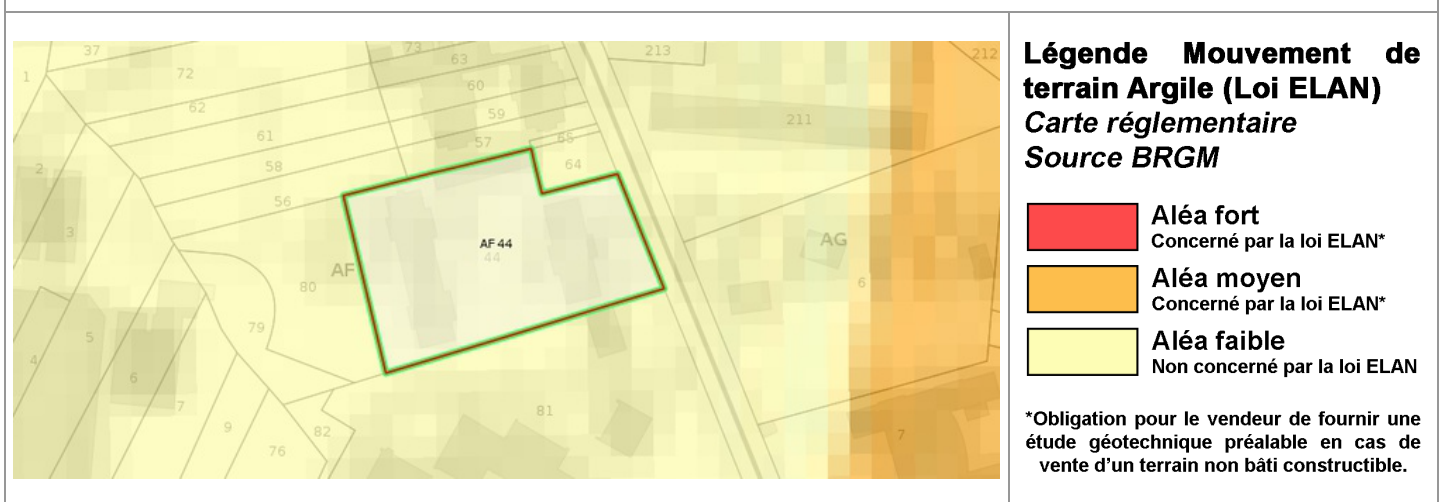 37
73
63
213
212
1
72
60
62
59
211
61
57
65
58
64
2
56
3
AG
AF 44
44
AF
80
6
79
5
4
6
81
7
9
82
7
76
Légende Mouvement de
terrain Argile (Loi ELAN)
Carte réglementaire
Source BRGM
Aléa fort
Concerné par la loi ELAN*
Aléa moyen
Concerné par la loi ELAN*
Aléa faible
Non concerné par la loi ELAN
*Obligation pour le vendeur de fournir une
étude géotechnique préalable en cas de
vente d'un terrain non bâti constructible.